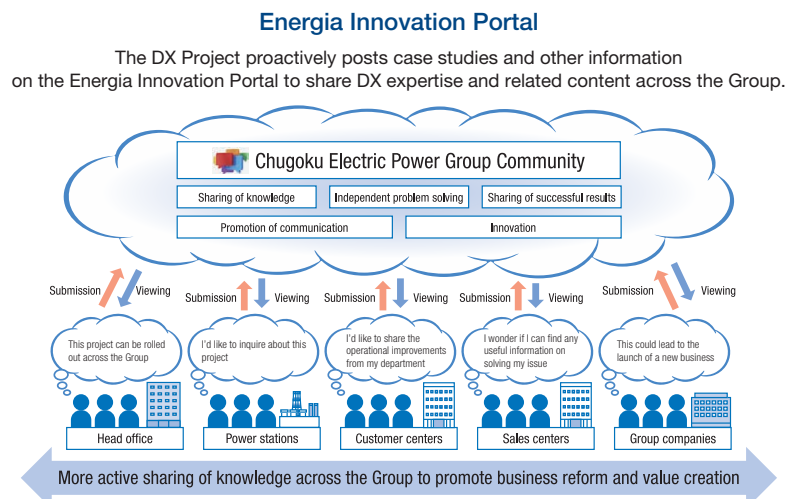 Energia Innovation Portal
The DX Project proactively posts case studies and other information
on the Energia Innovation Portal to share DX expertise and related content across the Group.
Chugoku Electric Power Group Community
Sharing of knowledge
Independent problem solving
Sharing of successful results
Promotion of communication
Innovation
Submission
Viewing
Submission
Viewing
Submission
Viewing
Submission
Viewing
Submission
Viewing
This project can be rolled
out across the Group
I'd like to inquire about this
project
I'd like to share the
operational improvements
from my department
I wonder if I can find any
useful information on
solving my issue
This could lead to the
launch of a new business
Head office
Power stations
Customer centers
Sales centers
Group companies
More active sharing of knowledge across the Group to promote business reform and value creation